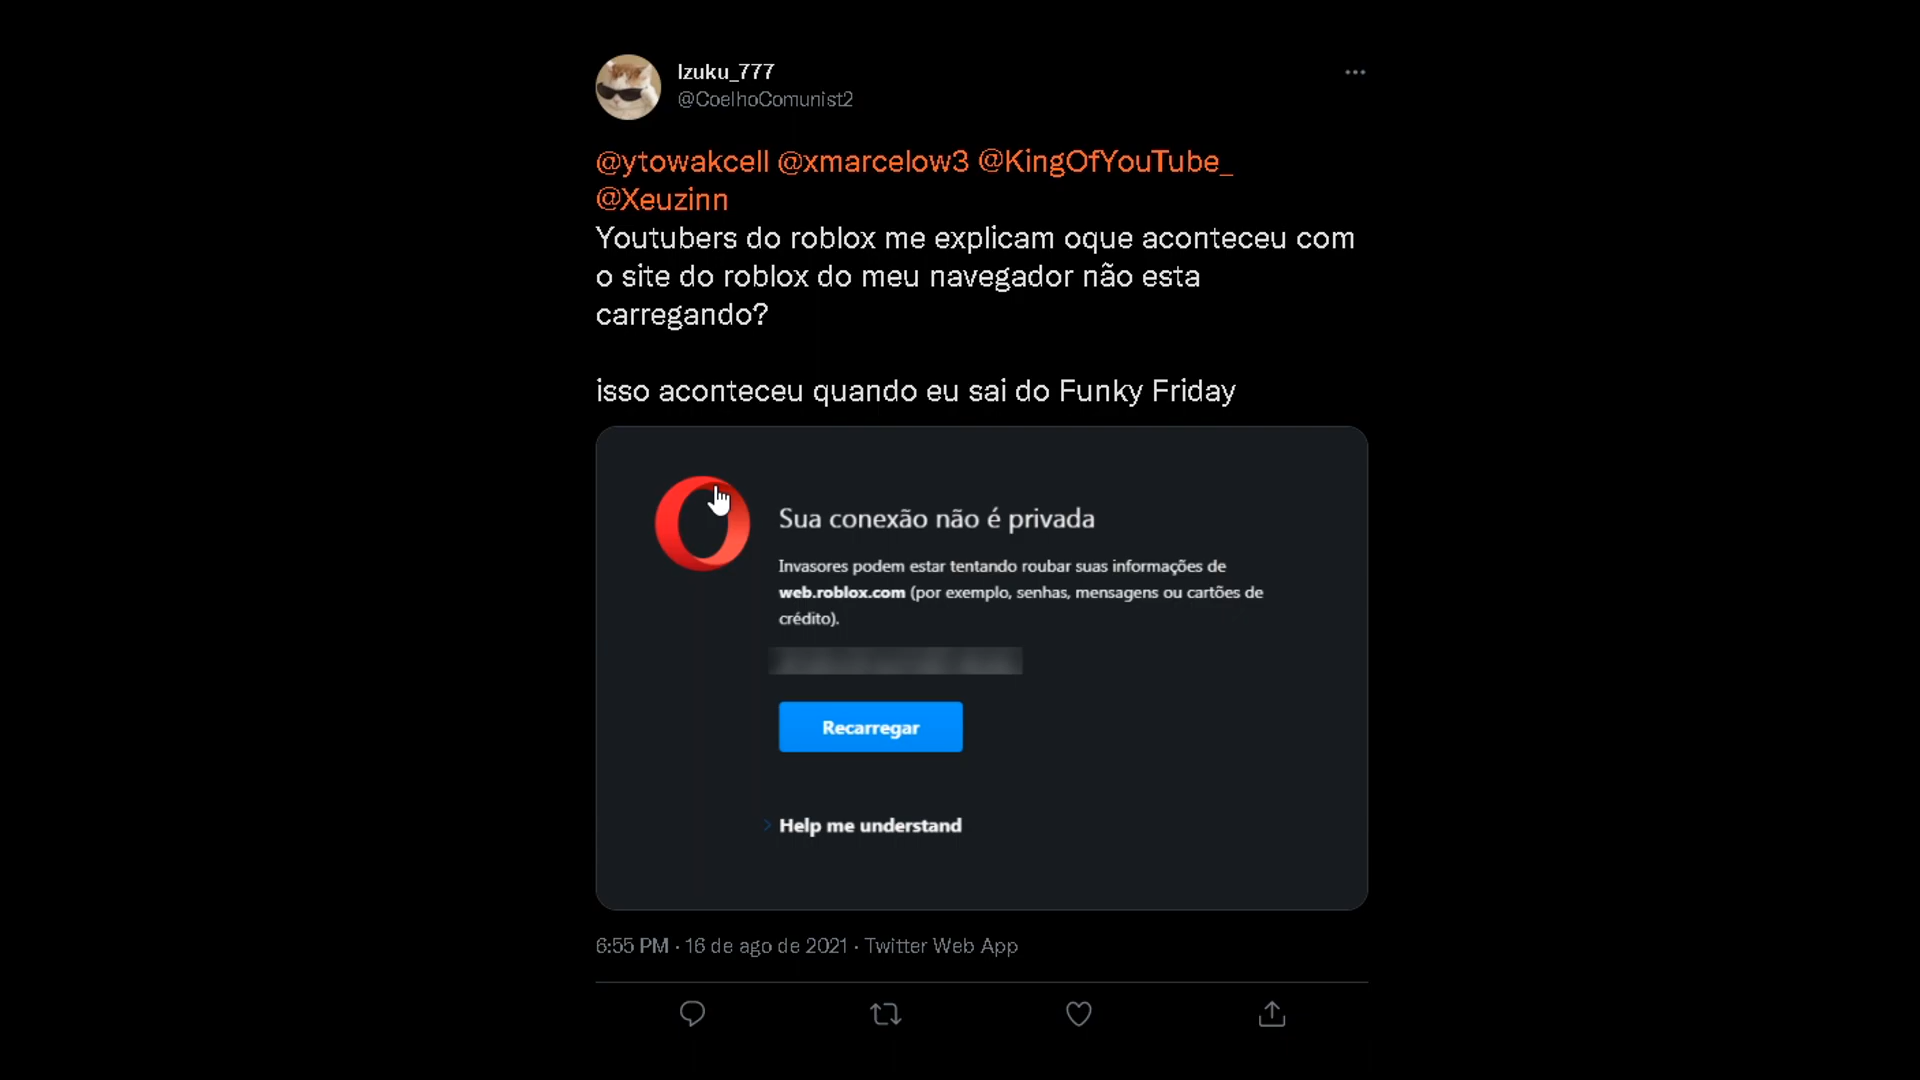 Izuku_777
@CoelhoComunist2
@ytowakcell @xmarcelow3 @KingOfYouTube_
@Xeuzinn
Youtubers do roblox me explicam oque aconteceu com
o site do roblox do meu navegador não esta
carregando?
isso aconteceu quando eu sai do Funky Friday
Sua conexão não é privada
Invasores podem estar tentando roubar suas informações de
web.roblox.com (por exemplo, senhas, mensagens ou cartões de
crédito).
Recarregar
Help me understand
6:55 PM · 16 de ago de 2021 · Twitter Web App